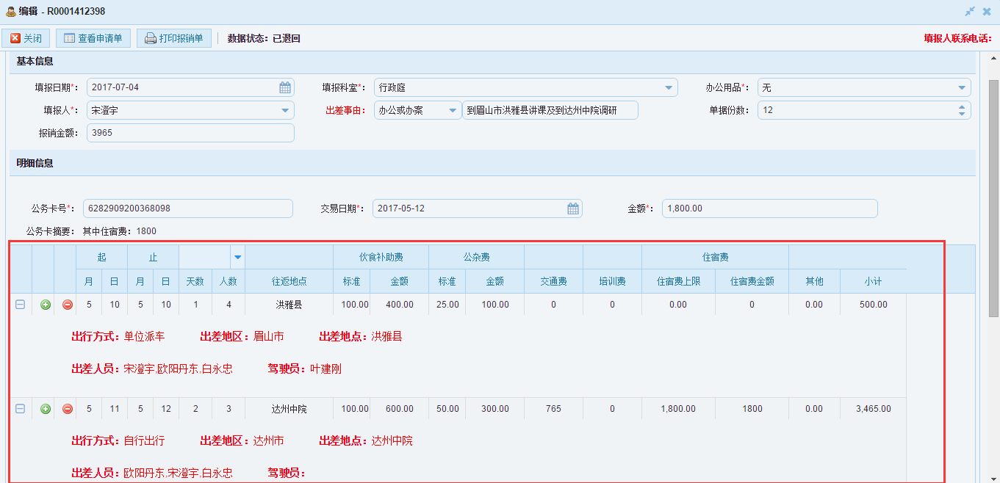 编辑 - R0001412398
关闭 查看申请单 打印报销单 数据状态：已退回 填报人联系电话：
基本信息
填报日期*： 2017-07-04 填报科室*： 行政庭 办公用品*： 无
填报人*： 宋澄宇 出差事由： 办公或办案 到眉山市洪雅县讲课及到达州中院调研 单据份数： 12
报销金额： 3965
明细信息
公务卡号*： 6282909200368098 交易日期*： 2017-05-12 金额*： 1,800.00
公务卡摘要： 其中住宿费：1800
起 止 伙食补助费 公杂费 住宿费
月 日 月 日 天数 人数 往返地点 标准 金额 标准 金额 交通费 培训费 住宿费上限 住宿费金额 其他 小计
5 10 5 10 1 4 洪雅县 100.00 400.00 25.00 100.00 0 0 0.00 0 0.00 500.00
出行方式：单位派车 出差地区：眉山市 出差地点：洪雅县
出差人员：宋澄宇,欧阳丹东,白永忠 驾驶员：叶建刚
5 11 5 12 2 3 达州中院 100.00 600.00 50.00 300.00 765 0 1,800.00 1800 0.00 3,465.00
出行方式：自行出行 出差地区：达州市 出差地点：达州中院
出差人员：欧阳丹东,宋澄宇,白永忠 驾驶员：